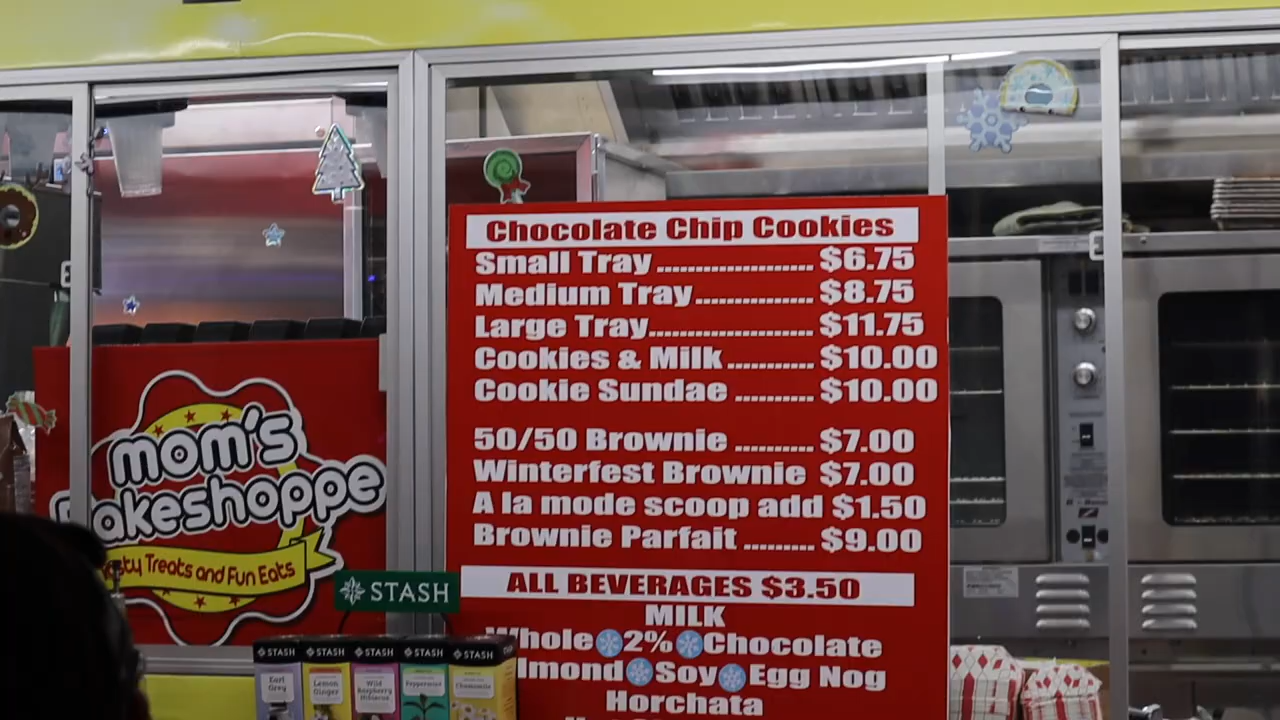 Chocolate Chip Cookies
Small Tray .................... $6.75
Medium Tray............... $8.75
Large Tray..................... $11.75
Cookies & Milk ........... $10.00
Cookie Sundae .......... $10.00
50/50 Brownie .......... $7.00
Winterfest Brownie $7.00
A la mode scoop add $1.50
Brownie Parfait ......... $9.00
ALL BEVERAGES $3.50
MILK
Whole 2% Chocolate
Soy Egg Nog
Horchata
mom's
akeshoppe
Treats and Fun Eats
STASH
STASH STASH STASH STASH STASH
Earl Grey
Lemon Ginger
Wild Raspberry Hibiscus
Peppermint
Chamomile